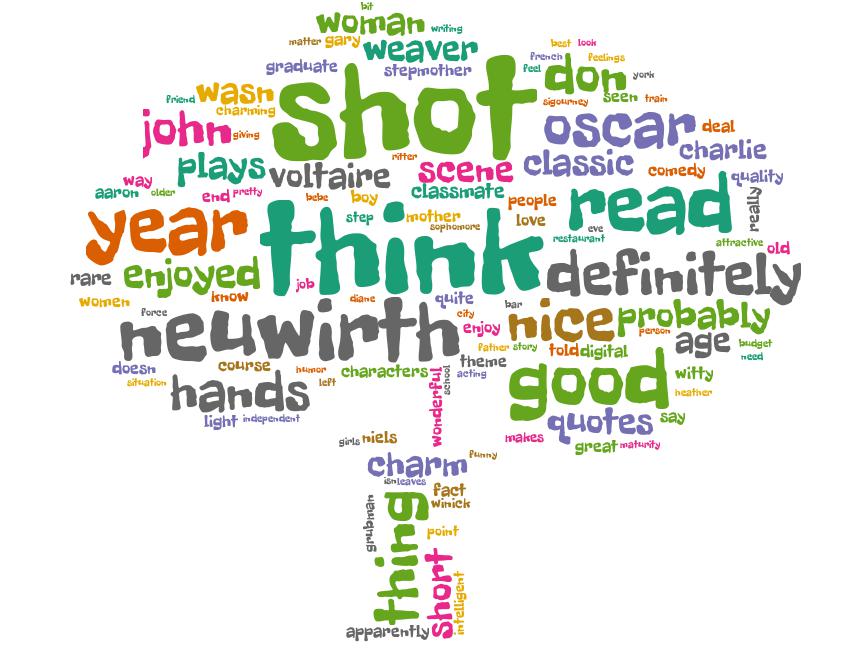 bit
woman
writing
matter gary
weaver
best look
graduate
stepmother
french feelings
feel
don
york
friend
wasn
charming
shot
sigourney
seen train
john
giving
oscar
deal
charlie
plays
voltaire
ritter
scene
classic
comedy
quality
way
aaron older
end pretty
bebe
boy
classmate
people
read
really
year
step
mother
sophomore
love
eve
restaurant
attractive
old
think
rare
enjoyed
job
definitely
women
know
force
diane
quite
city
bar
nice
probably
person
neuwirth
enjoy
father story
told
digital
age
budget
need
doesn
situation
course
humor
left
characters
wonderful
school
theme
acting
good
witty
heather
hands
light independent
quotes
say
makes
great maturity
girls niels
charm
funny
isn leaves
grubman
thing
fact
winick
point
short
intelligent
apparently